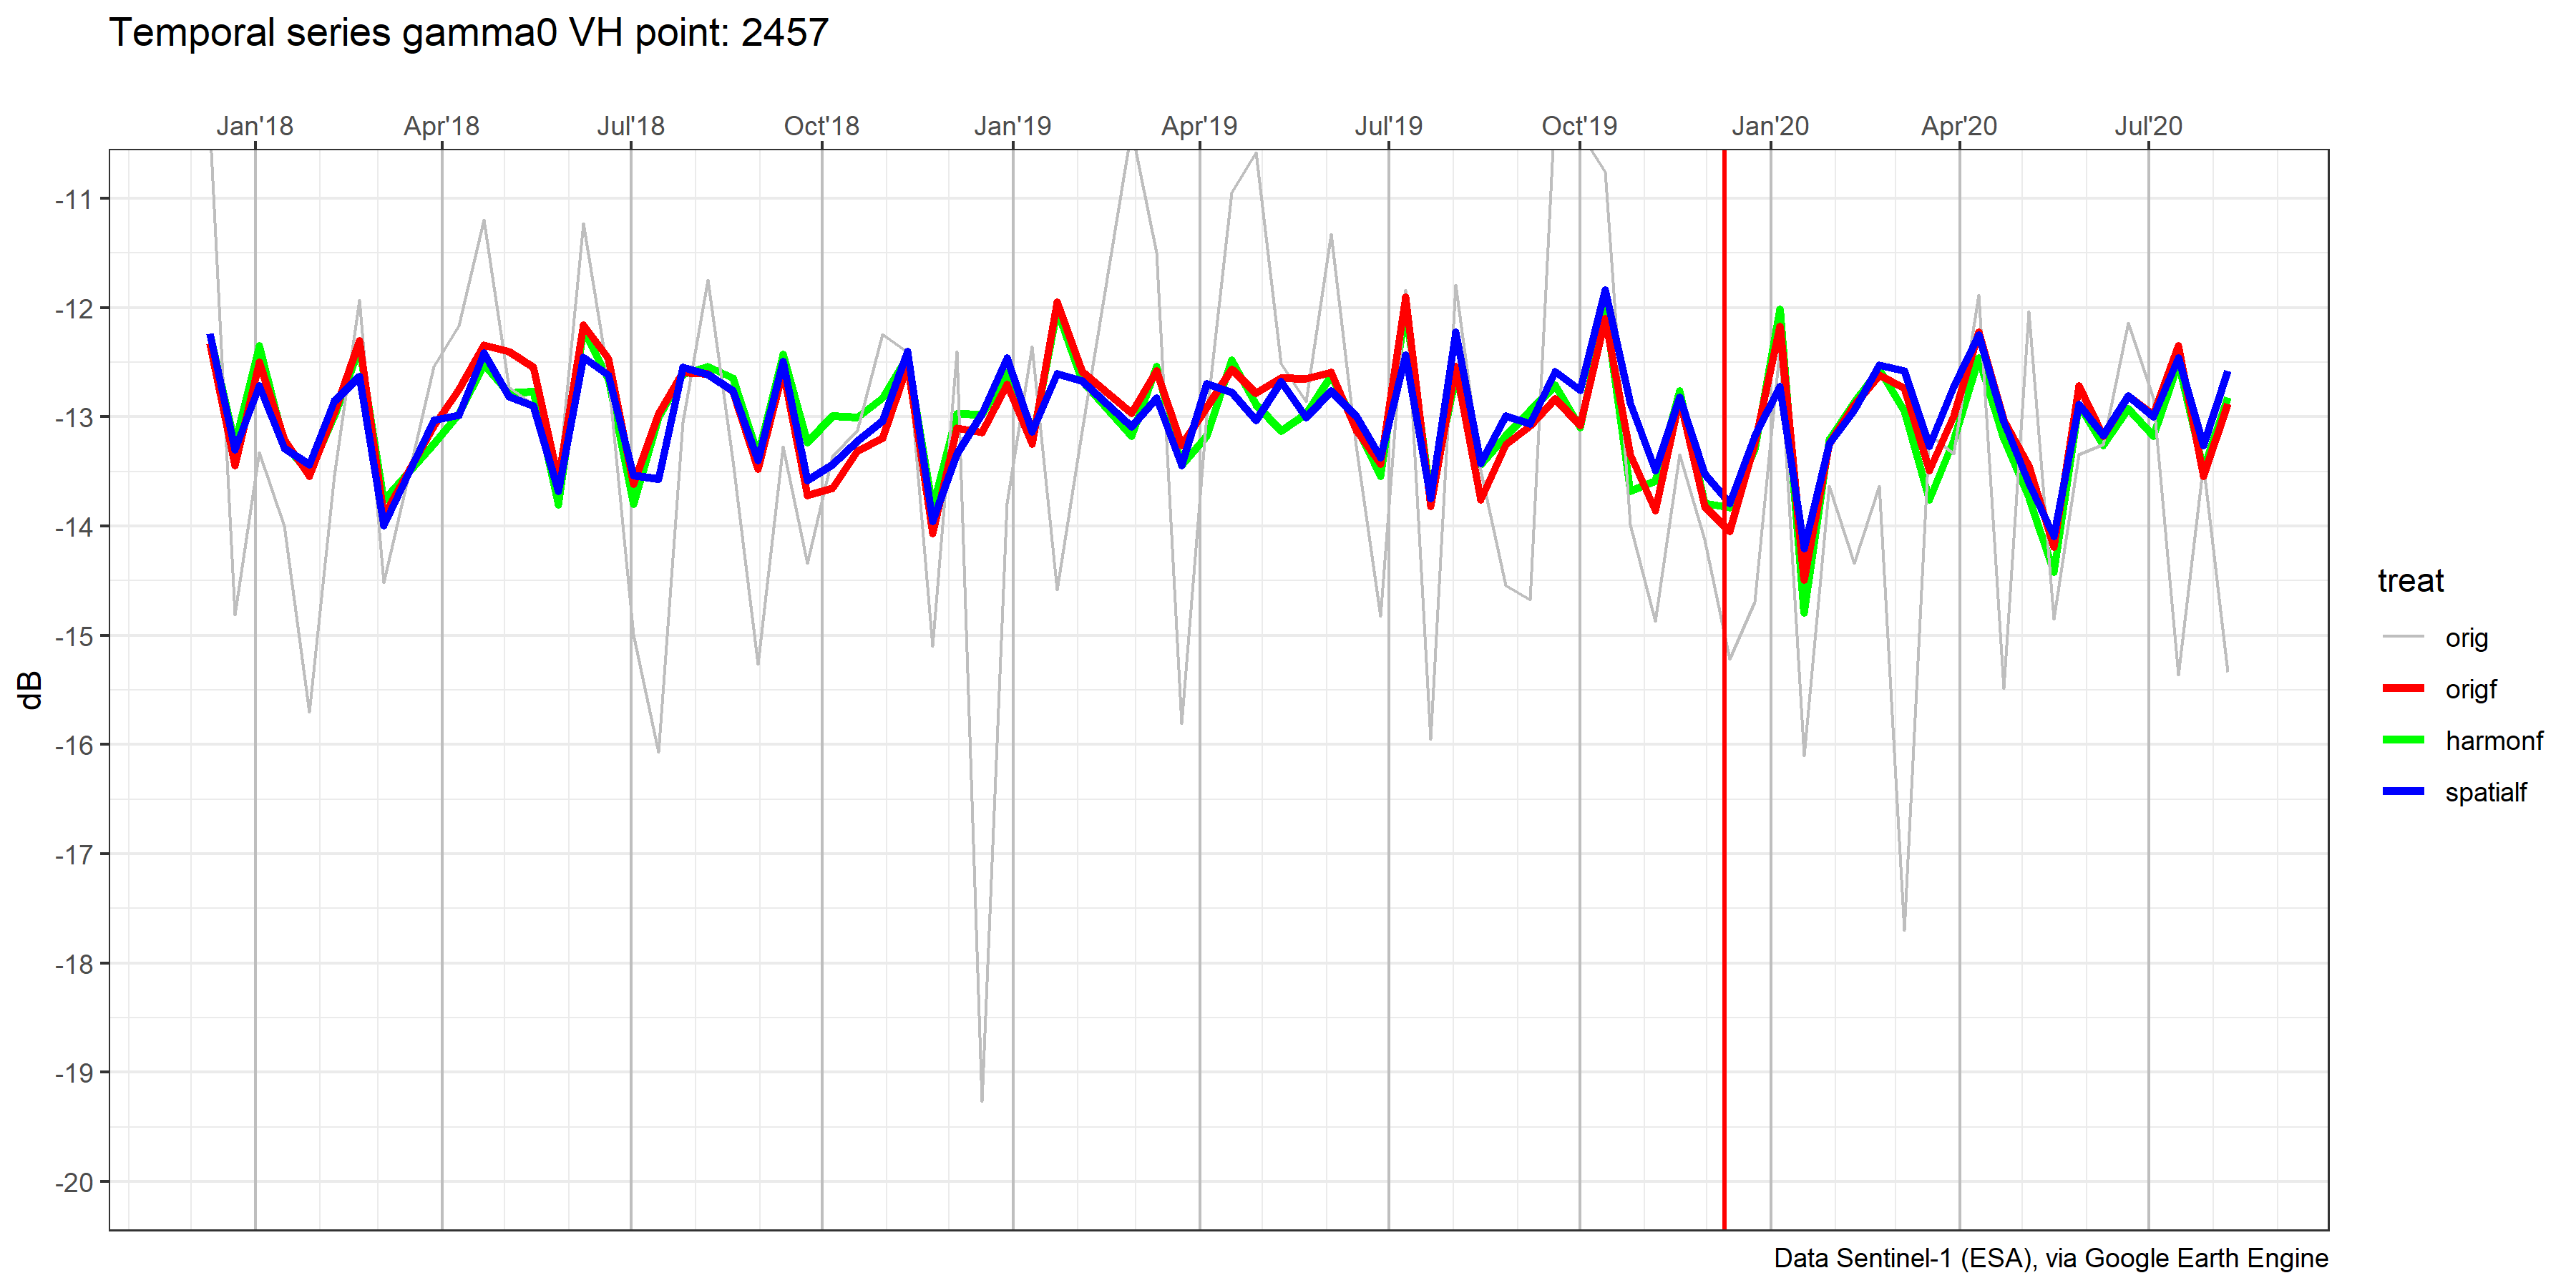 Temporal series gamma0 VH point: 2457
Jan'18 Apr'18 Jul'18 Oct'18 Jan'19 Apr'19 Jul'19 Oct'19 Jan'20 Apr'20 Jul'20
-11
-12
-13
-14
-15
-16
-17
-18
-19
-20
dB
treat
orig
origf
harmonf
spatialf
Data Sentinel-1 (ESA), via Google Earth Engine